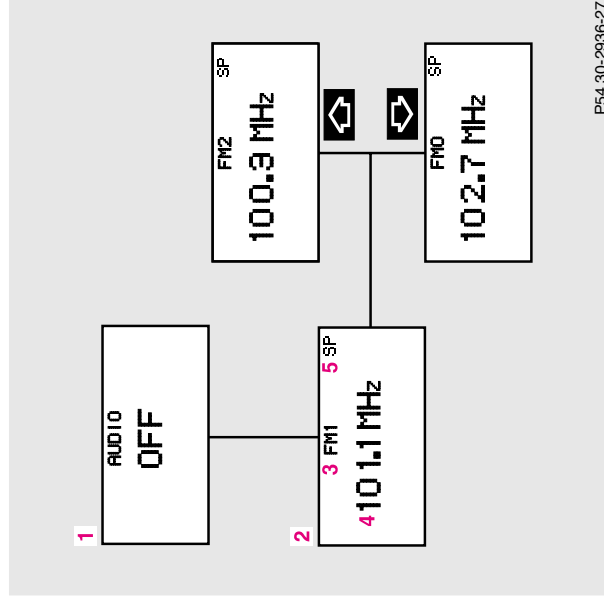 1
AUDIO
OFF
2
3 FM1 5 SP
4 101.1 MHz
FM2 SP
100.3 MHz
FM0 SP
102.7 MHz
P54.30-2936-27